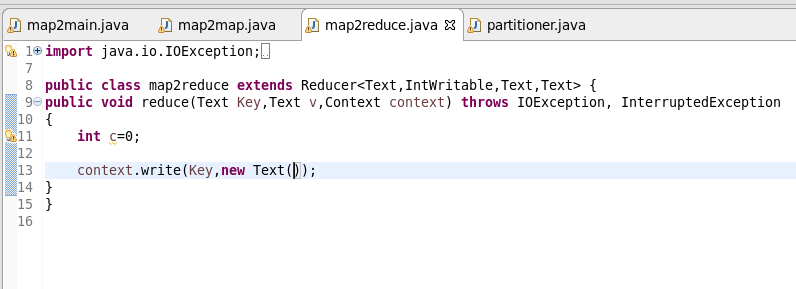 map2main.java map2map.java map2reduce.java partitioner.java
1 import java.io.IOException;
7
8 public class map2reduce extends Reducer<Text,IntWritable,Text,Text> {
9 public void reduce(Text Key,Text v,Context context) throws IOException, InterruptedException
10 {
11 int c=0;
12
13 context.write(Key,new Text());
14 }
15 }
16